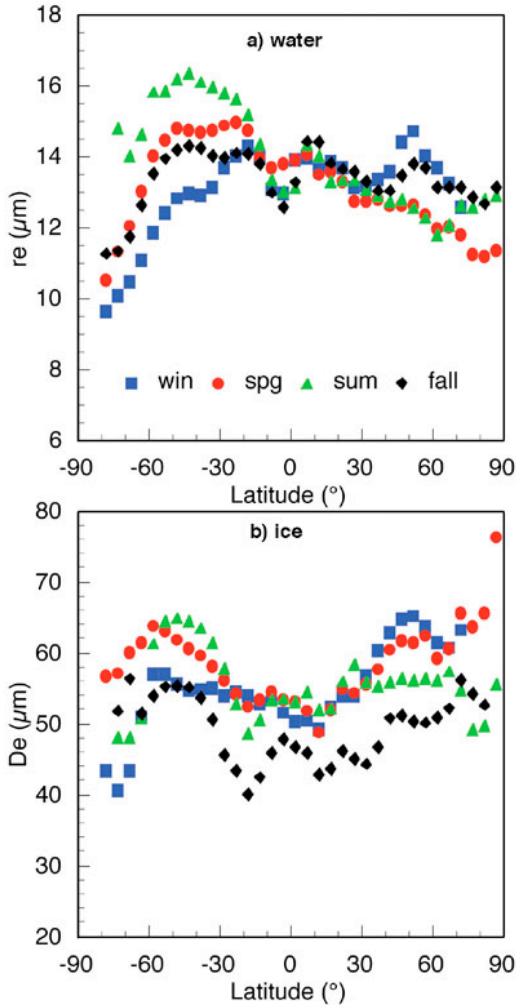 a) water
18
16
14
12
10
8
6
re (µm)
win spg sum fall
-90 -60 -30 0 30 60 90
Latitude (°)
b) ice
80
70
60
50
40
30
20
De (µm)
-90 -60 -30 0 30 60 90
Latitude (°)